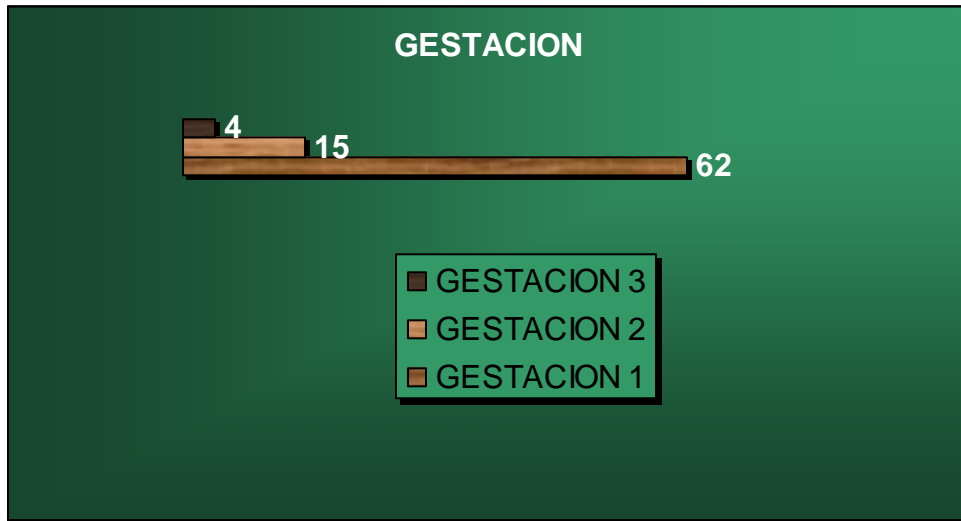 GESTACION
4
15
62
GESTACION 3
GESTACION 2
GESTACION 1